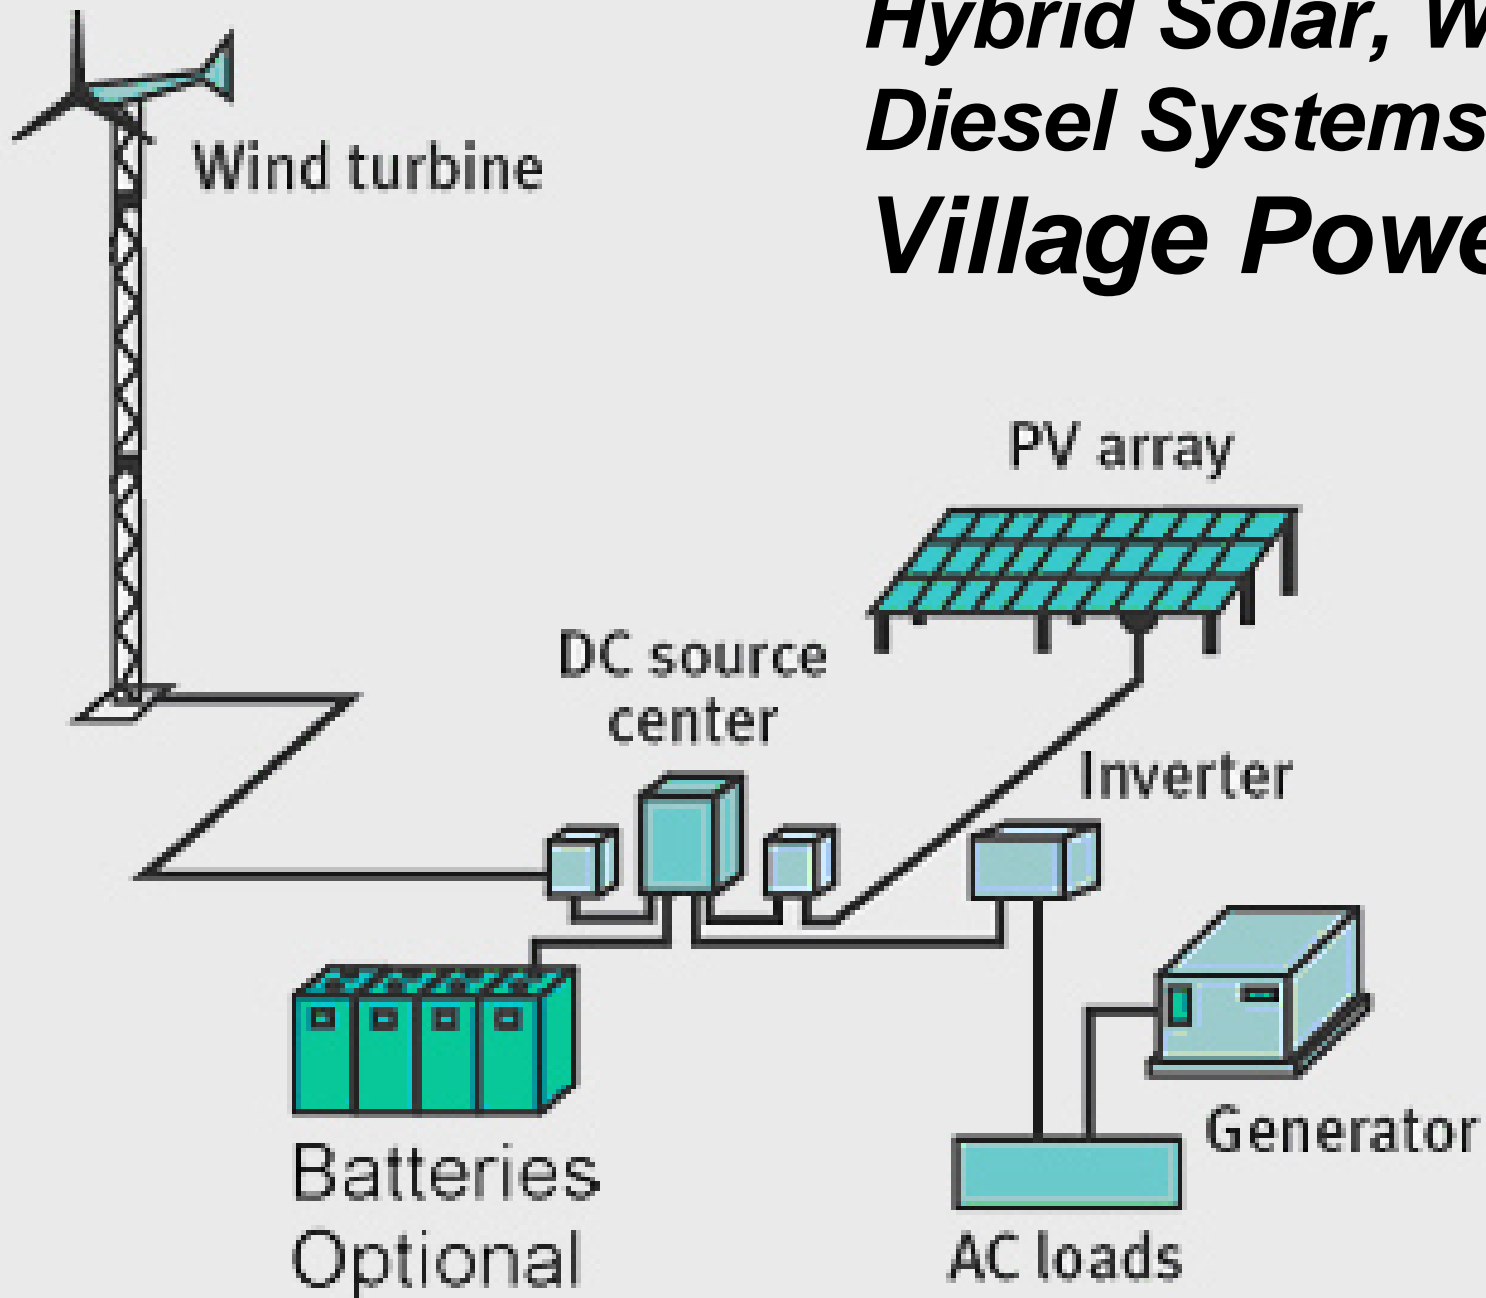 Hybrid Solar, W
Diesel Systems
Village Powe
Wind turbine
PV array
DC source
center
Inverter
Generator
Batteries
Optional
AC loads